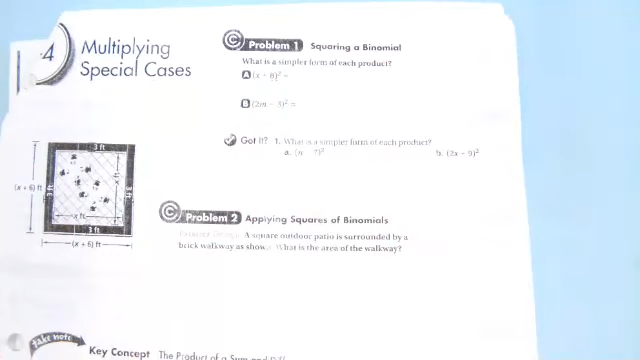 4
Multiplying
Special Cases
Problem 1 Squaring a Binomial
What is a simpler form of each product?
A (x + 8)² =
B (2m − 3)² =
Got It? 1. What is a simpler form of each product?
a. (n − 7)² b. (2x − 9)²
3 ft
(x + 6) ft 3 ft x ft 3 ft
x ft
3 ft
(x + 6) ft
Problem 2 Applying Squares of Binomials
A square outdoor patio is surrounded by a
brick walkway as shown. What is the area of the walkway?
take note
Key Concept The Product of a Sum and